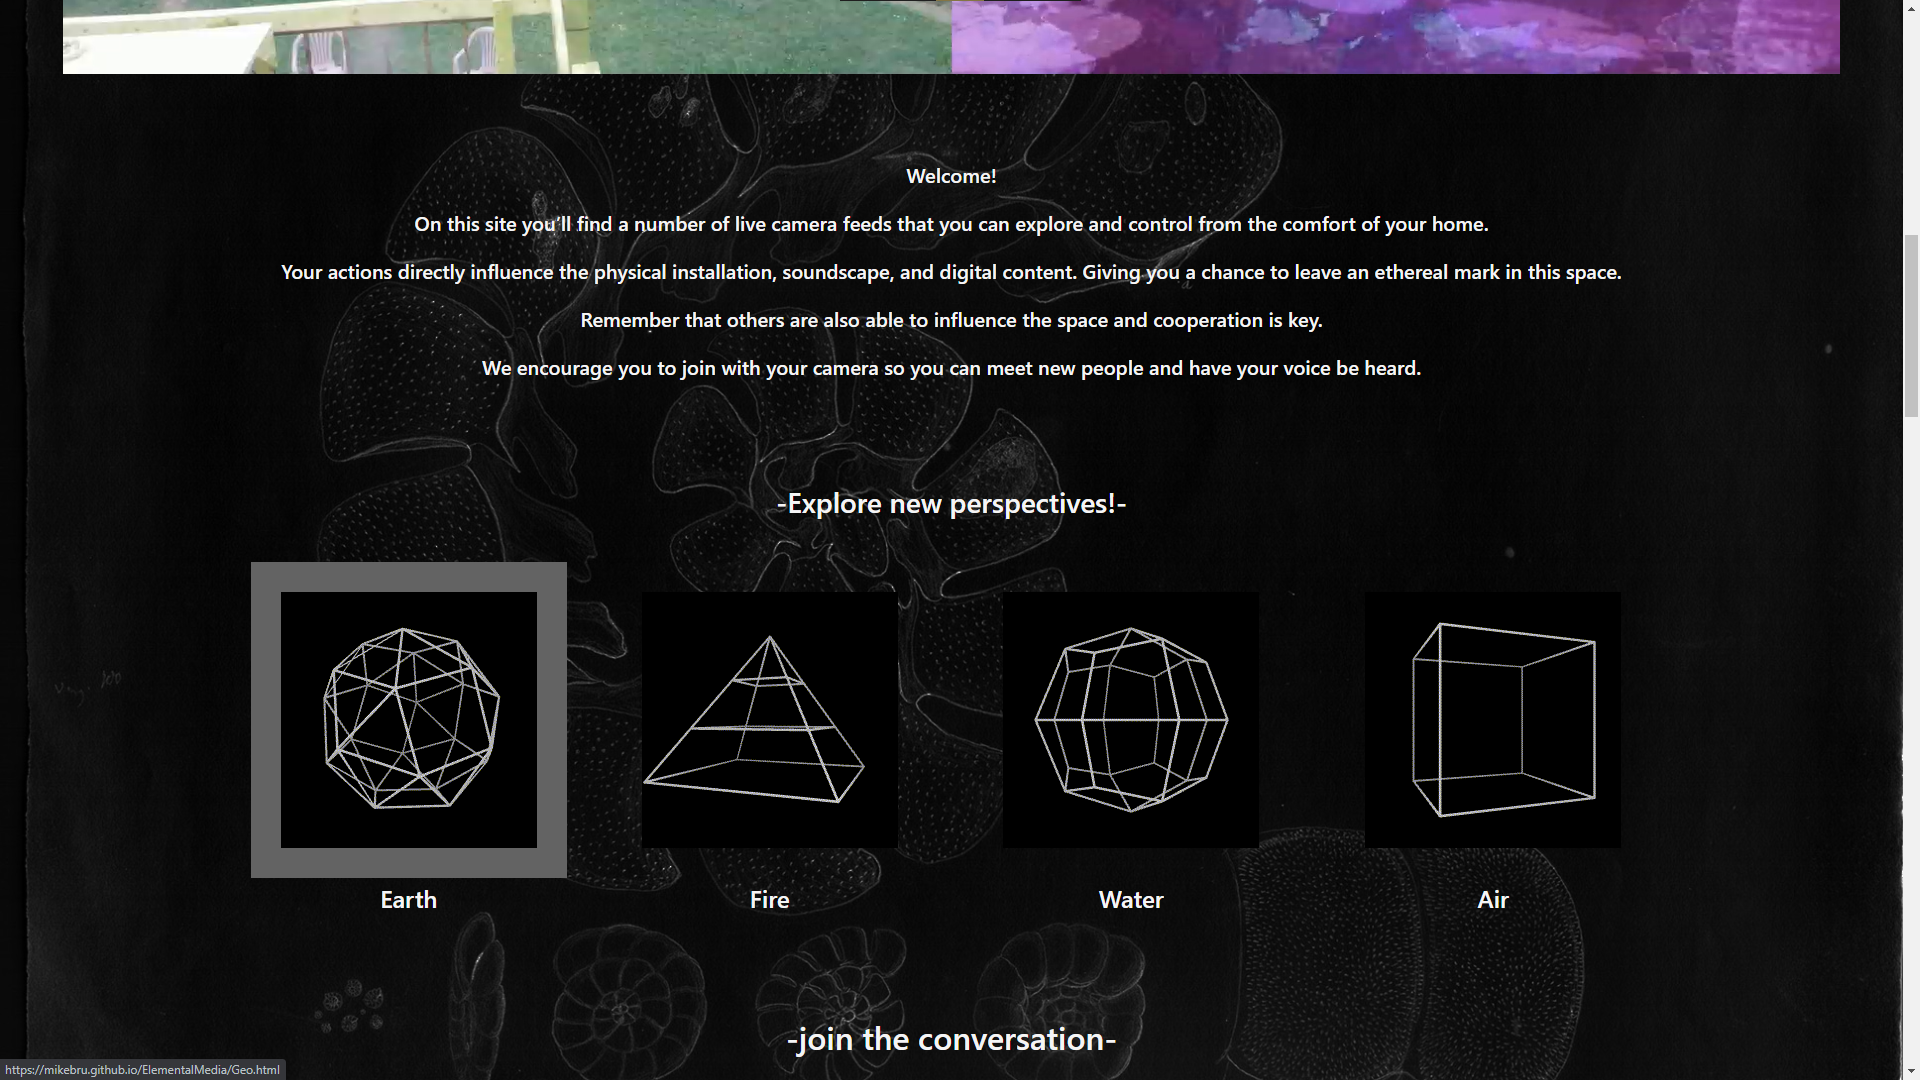 Welcome!
On this site you'll find a number of live camera feeds that you can explore and control from the comfort of your home.
Your actions directly influence the physical installation, soundscape, and digital content. Giving you a chance to leave an ethereal mark in this space.
Remember that others are also able to influence the space and cooperation is key.
We encourage you to join with your camera so you can meet new people and have your voice be heard.
-Explore new perspectives!-
Earth
Fire
Water
Air
-join the conversation-
https://mikebru.github.io/ElementalMedia/Geo.html